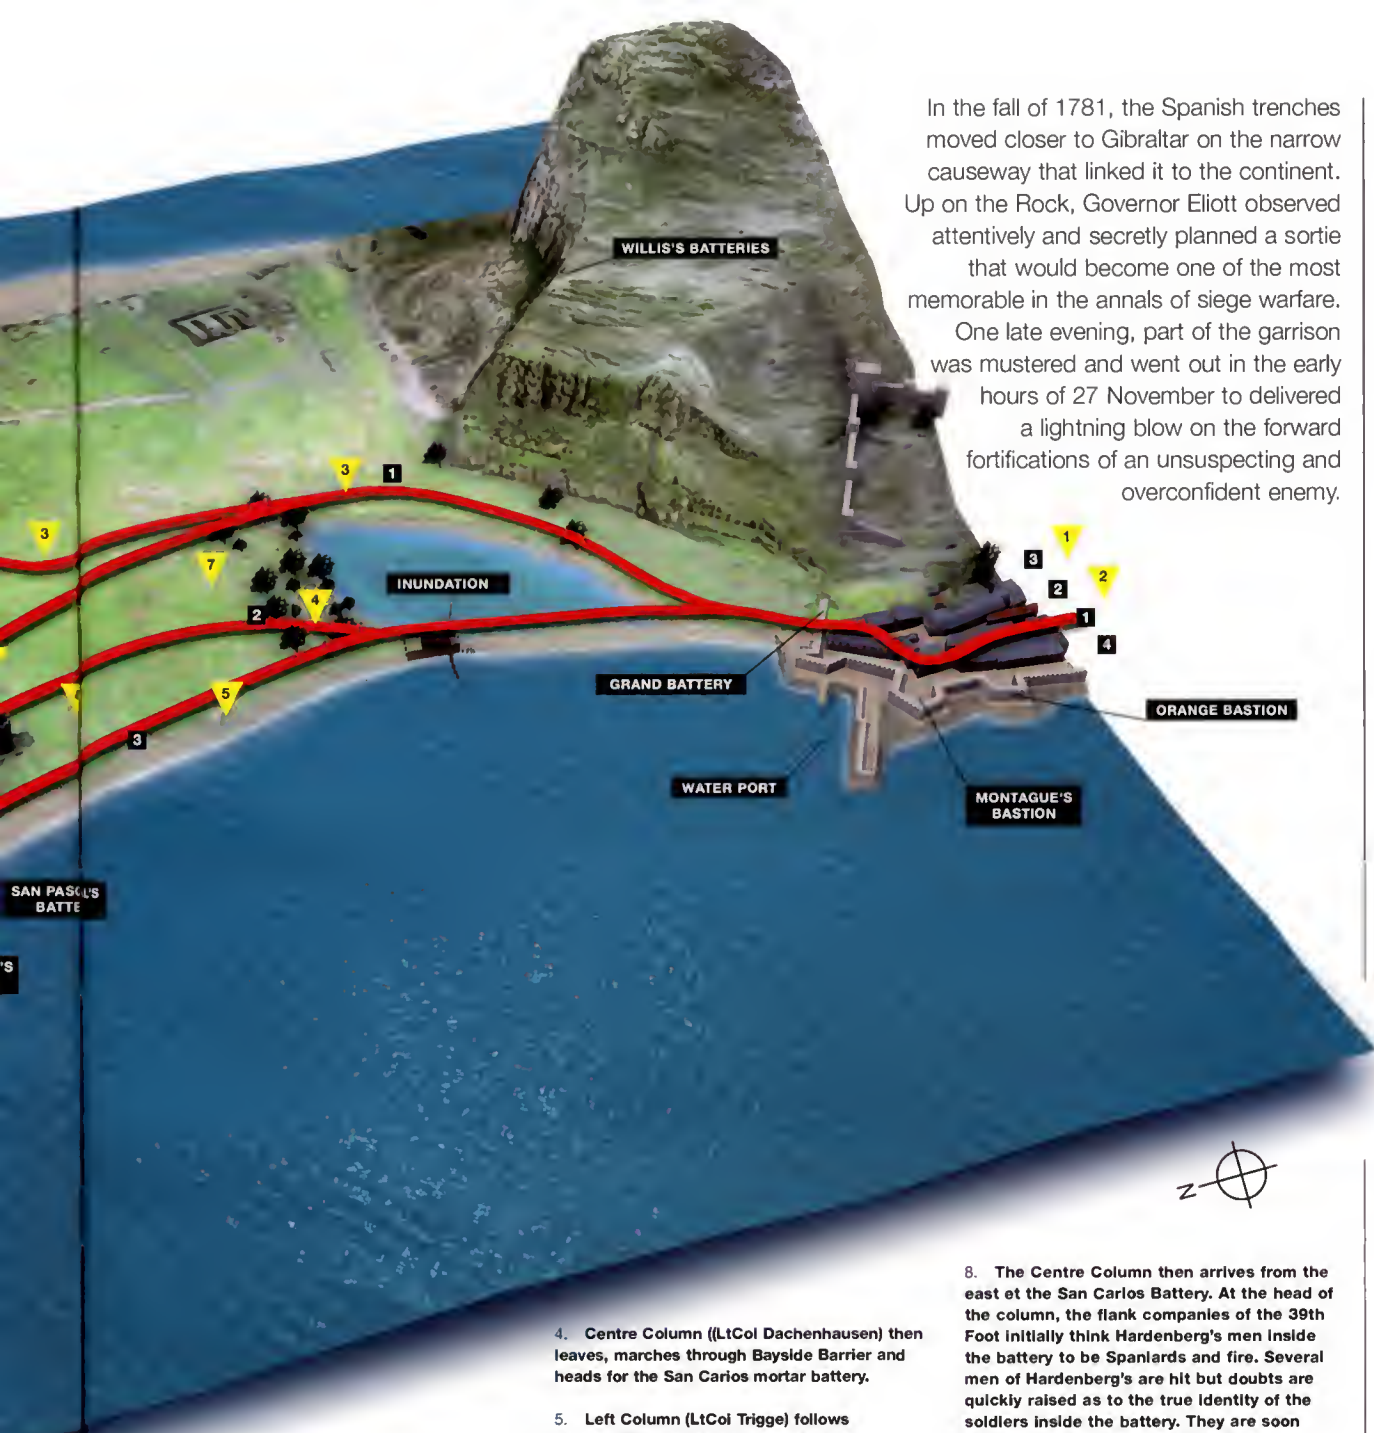 In the fall of 1781, the Spanish trenches
moved closer to Gibraltar on the narrow
causeway that linked it to the continent.
Up on the Rock, Governor Eliott observed
attentively and secretly planned a sortie
that would become one of the most
memorable in the annals of siege warfare.
One late evening, part of the garrison
was mustered and went out in the early
hours of 27 November to delivered
a lightning blow on the forward
fortifications of an unsuspecting and
overconfident enemy.
WILLIS'S BATTERIES
3
1
3
7
4
2
INUNDATION
5
3
1
3
2
2
1
4
GRAND BATTERY
ORANGE BASTION
WATER PORT
MONTAGUE'S
BASTION
SAN
BATTE
'S
N
4. Centre Column ((LtCol Dachenhausen) then
leaves, marches through Bayside Barrier and
heads for the San Carios mortar battery.
5. Left Column (LtCol Trigge) follows
8. The Centre Column then arrives from the
east et the San Carlos Battery. At the head of
the column, the flank companies of the 39th
Foot initially think Hardenberg's men inside
the battery to be Spaniards and fire. Several
men of Hardenberg's are hit but doubts are
quickly raised as to the true identity of the
soldiers inside the battery. They are soon